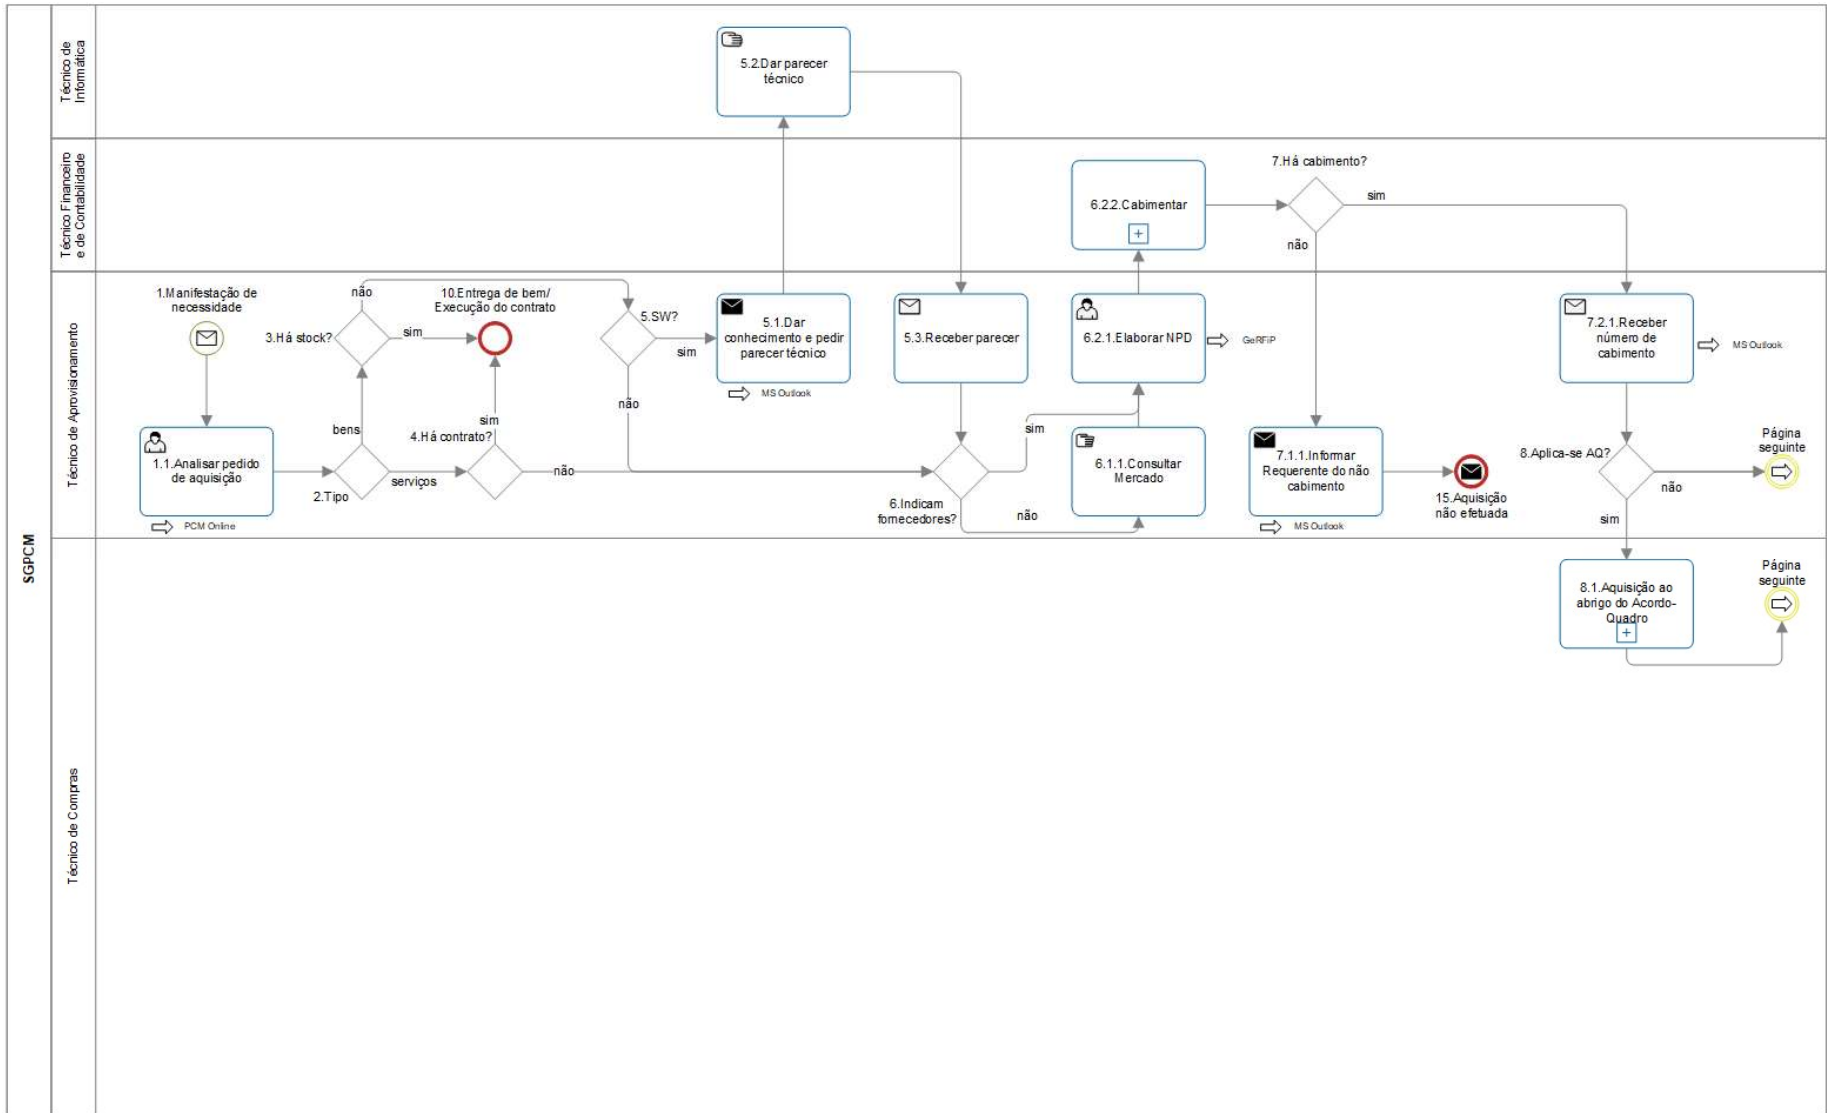 SGPCM
Técnico de
Informática
5.2.Dar parecer
técnico
Técnico Financeiro
e de Contabilidade
6.2.2.Cabimentar
7.Há cabimento?
sim
não
Técnico de Aprovisionamento
1.Manifestação de
necessidade
1.1.Analisar pedido
de aquisição
PCM Online
2.Tipo
bens
serviços
3.Há stock?
não
sim
4.Há contrato?
sim
não
10.Entrega de bem/
Execução do contrato
5.SW?
sim
não
5.1.Dar
conhecimento e pedir
parecer técnico
MS Outlook
5.3.Receber parecer
6.Indicam
fornecedores?
sim
não
6.1.1.Consultar
Mercado
6.2.1.Elaborar NPD
GeRFiP
7.1.1.Informar
Requerente do não
cabimento
MS Outlook
15.Aquisição
não efetuada
7.2.1.Receber
número de
cabimento
MS Outlook
8.Aplica-se AQ?
não
sim
Página
seguinte
Técnico de Compras
8.1.Aquisição ao
abrigo do Acordo-
Quadro
Página
seguinte